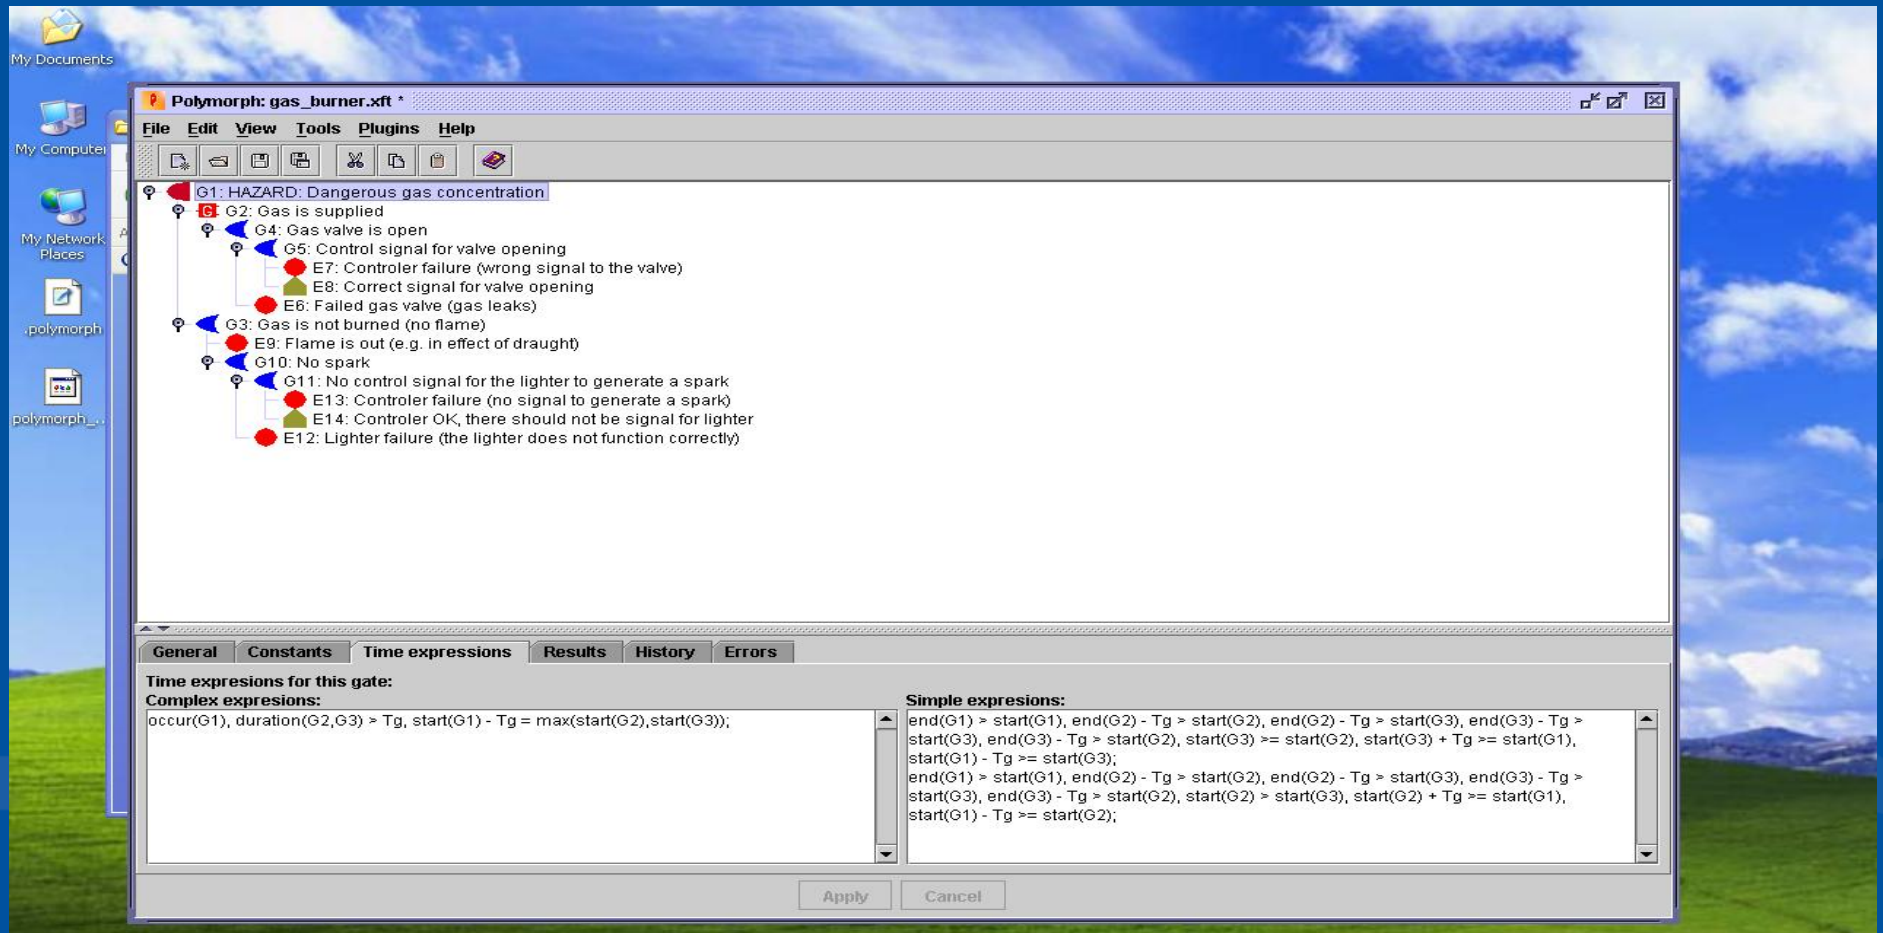 My Documents
My Computer
My Network
Places
.polymorph
polymorph_...
Polymorph: gas_burner.xft *
File Edit View Tools Plugins Help
G1: HAZARD: Dangerous gas concentration
G G2: Gas is supplied
G4: Gas valve is open
G5: Control signal for valve opening
E7: Controler failure (wrong signal to the valve)
E8: Correct signal for valve opening
E6: Failed gas valve (gas leaks)
G3: Gas is not burned (no flame)
E9: Flame is out (e.g. in effect of draught)
G10: No spark
G11: No control signal for the lighter to generate a spark
E13: Controler failure (no signal to generate a spark)
E14: Controler OK, there should not be signal for lighter
E12: Lighter failure (the lighter does not function correctly)
General Constants Time expressions Results History Errors
Time expresions for this gate:
Complex expresions:
occur(G1), duration(G2,G3) > Tg, start(G1) - Tg = max(start(G2),start(G3));
Simple expresions:
end(G1) > start(G1), end(G2) - Tg > start(G2), end(G2) - Tg > start(G3), end(G3) - Tg >
start(G3), end(G3) - Tg > start(G2), start(G3) >= start(G2), start(G3) + Tg >= start(G1),
start(G1) - Tg >= start(G3);
end(G1) > start(G1), end(G2) - Tg > start(G2), end(G2) - Tg > start(G3), end(G3) - Tg >
start(G3), end(G3) - Tg > start(G2), start(G2) > start(G3), start(G2) + Tg >= start(G1),
start(G1) - Tg >= start(G2);
Apply Cancel